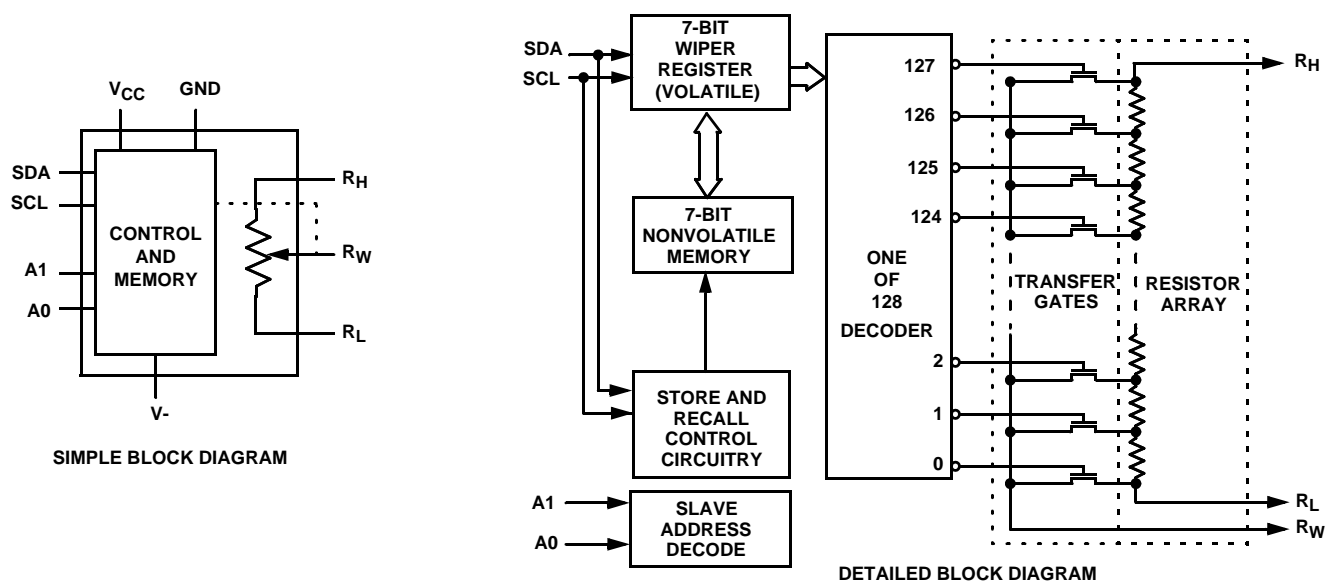 VCC GND
SDA
SCL
A1
A0
CONTROL
AND
MEMORY
RH
RW
RL
V-
SIMPLE BLOCK DIAGRAM
SDA
SCL
7-BIT
WIPER
REGISTER
(VOLATILE)
7-BIT
NONVOLATILE
MEMORY
STORE AND
RECALL
CONTROL
CIRCUITRY
A1
A0
SLAVE
ADDRESS
DECODE
ONE
OF
128
DECODER
127
126
125
124
2
1
0
TRANSFER
GATES
RESISTOR
ARRAY
RH
RL
RW
DETAILED BLOCK DIAGRAM